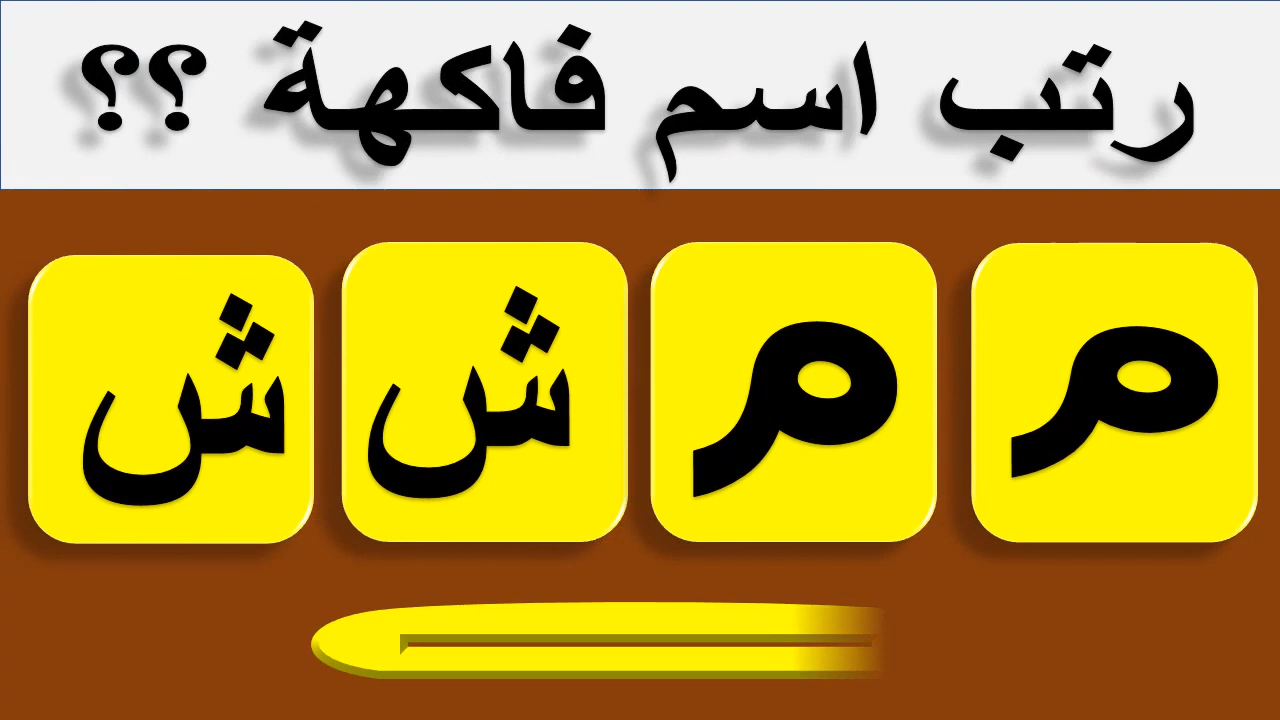 رتب اسم فاكهة ؟؟
م م ش ش